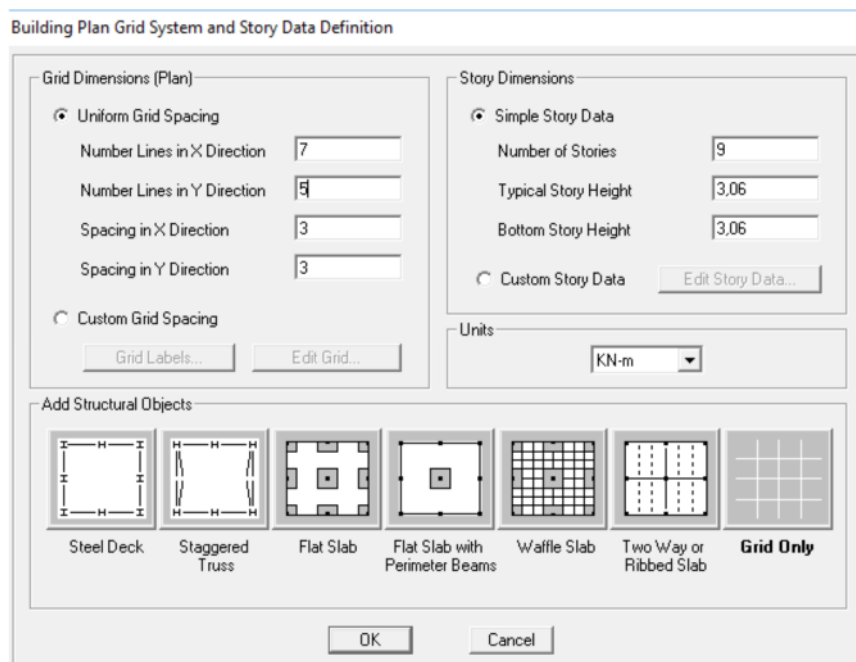 Building Plan Grid System and Story Data Definition
Grid Dimensions (Plan)
Uniform Grid Spacing
Number Lines in X Direction 7
Number Lines in Y Direction 5
Spacing in X Direction 3
Spacing in Y Direction 3
Custom Grid Spacing
Grid Labels... Edit Grid...
Story Dimensions
Simple Story Data
Number of Stories 9
Typical Story Height 3,06
Bottom Story Height 3,06
Custom Story Data Edit Story Data...
Units
KN-m
Add Structural Objects
Steel Deck
Staggered
Truss
Flat Slab
Flat Slab with
Perimeter Beams
Waffle Slab
Two Way or
Ribbed Slab
Grid Only
OK Cancel